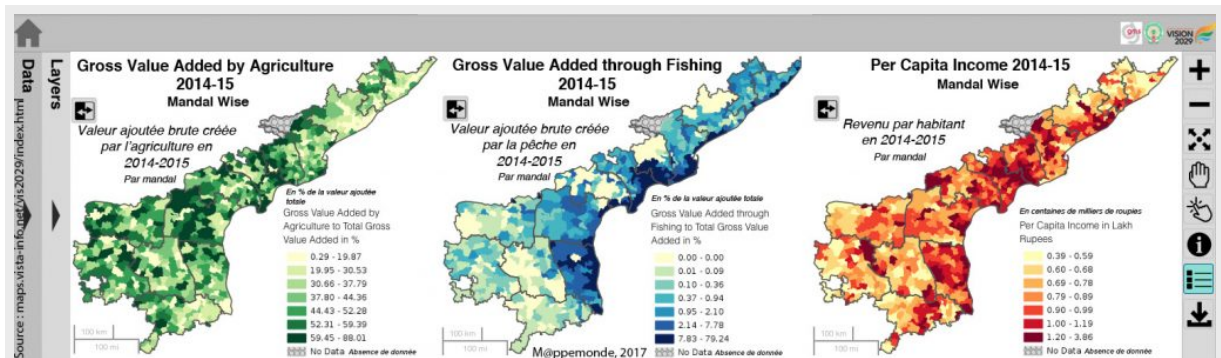 VISION
2029
Data
Layers
Source : maps.vista-info.net/vis2029/index.html
Gross Value Added by Agriculture
2014-15
Mandal Wise
Valeur ajoutée brute créée
par l'agriculture en
2014-2015
Par mandal
En % de la valeur ajoutée
totale
Gross Value Added by
Agriculture to Total Gross
Value Added in %
0.29 - 19.87
19.95 - 30.53
30.66 - 37.79
37.80 - 44.36
44.43 - 52.28
52.31 - 59.39
59.45 - 88.01
No Data Absence de donnée
100 km
100 mi
Gross Value Added through Fishing
2014-15
Mandal Wise
Valeur ajoutée brute créée
par la pêche en
2014-2015
Par mandal
En % de la valeur ajoutée totale
Gross Value Added through
Fishing to Total Gross Value
Added in %
0.00 - 0.00
0.01 - 0.09
0.10 - 0.36
0.37 - 0.94
0.95 - 2.10
2.14 - 7.78
7.83 - 79.24
No Data Absence de donnée
100 km
100 mi
M@ppemonde, 2017
Per Capita Income 2014-15
Mandal Wise
Revenu par habitant
en 2014-2015
Par mandal
En centaines de milliers de roupies
Per Capita Income in Lakh
Rupees
0.39 - 0.59
0.60 - 0.68
0.69 - 0.78
0.79 - 0.89
0.90 - 0.99
1.00 - 1.19
1.20 - 3.86
No Data Absence de donnée
100 km
100 mi